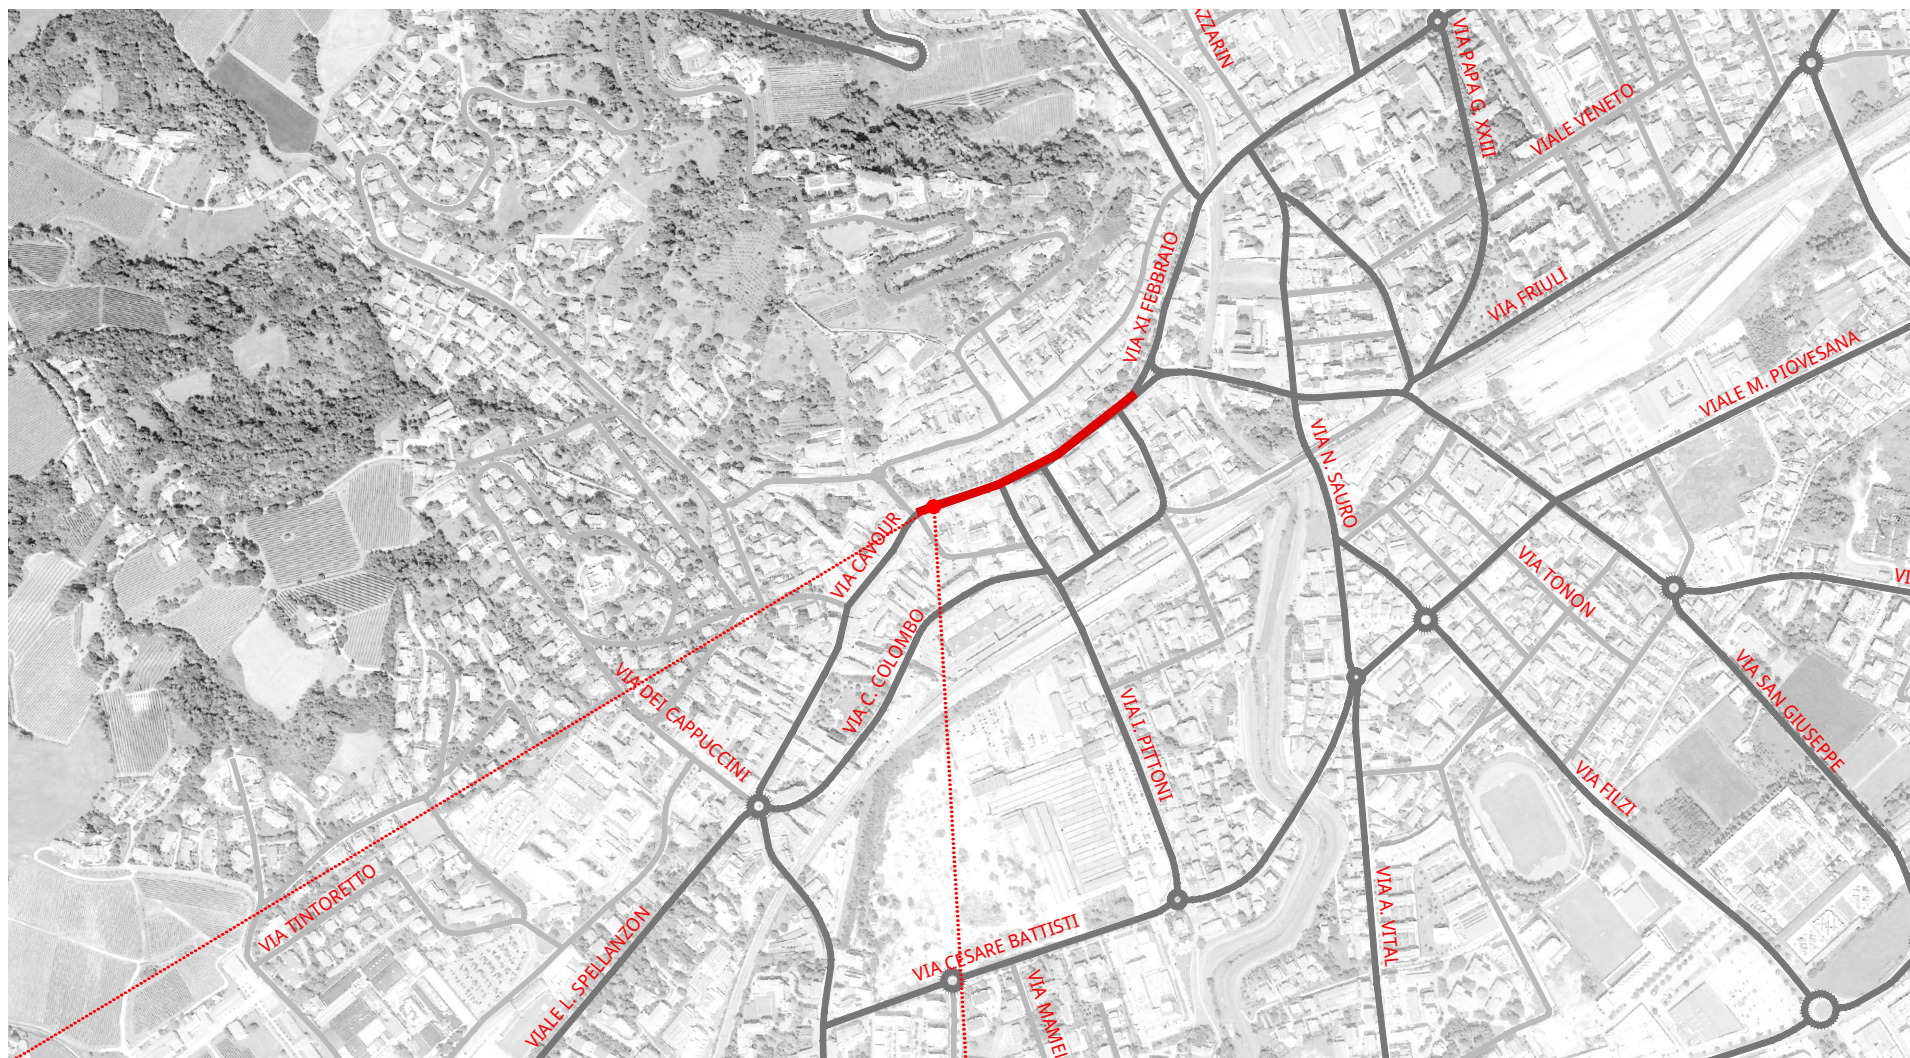 ZZARIN
VIA PAPA G. XXIII
VIALE VENETO
VIA XI FEBBRAIO
VIA FRIULI
VIALE M. PIOVESANA
VIA N. SAURO
VIA CAVOUR
VIA TONON
VI
VIA C. COLOMBO
VIA DEI CAPPUCCINI
VIA I. PITTONI
VIA SAN GIUSEPPE
VIA FILZI
VIA TINTORETTO
VIA A. VITAL
VIALE L. SPELLANZON
VIA CESARE BATTISTI
VIA MAMEI